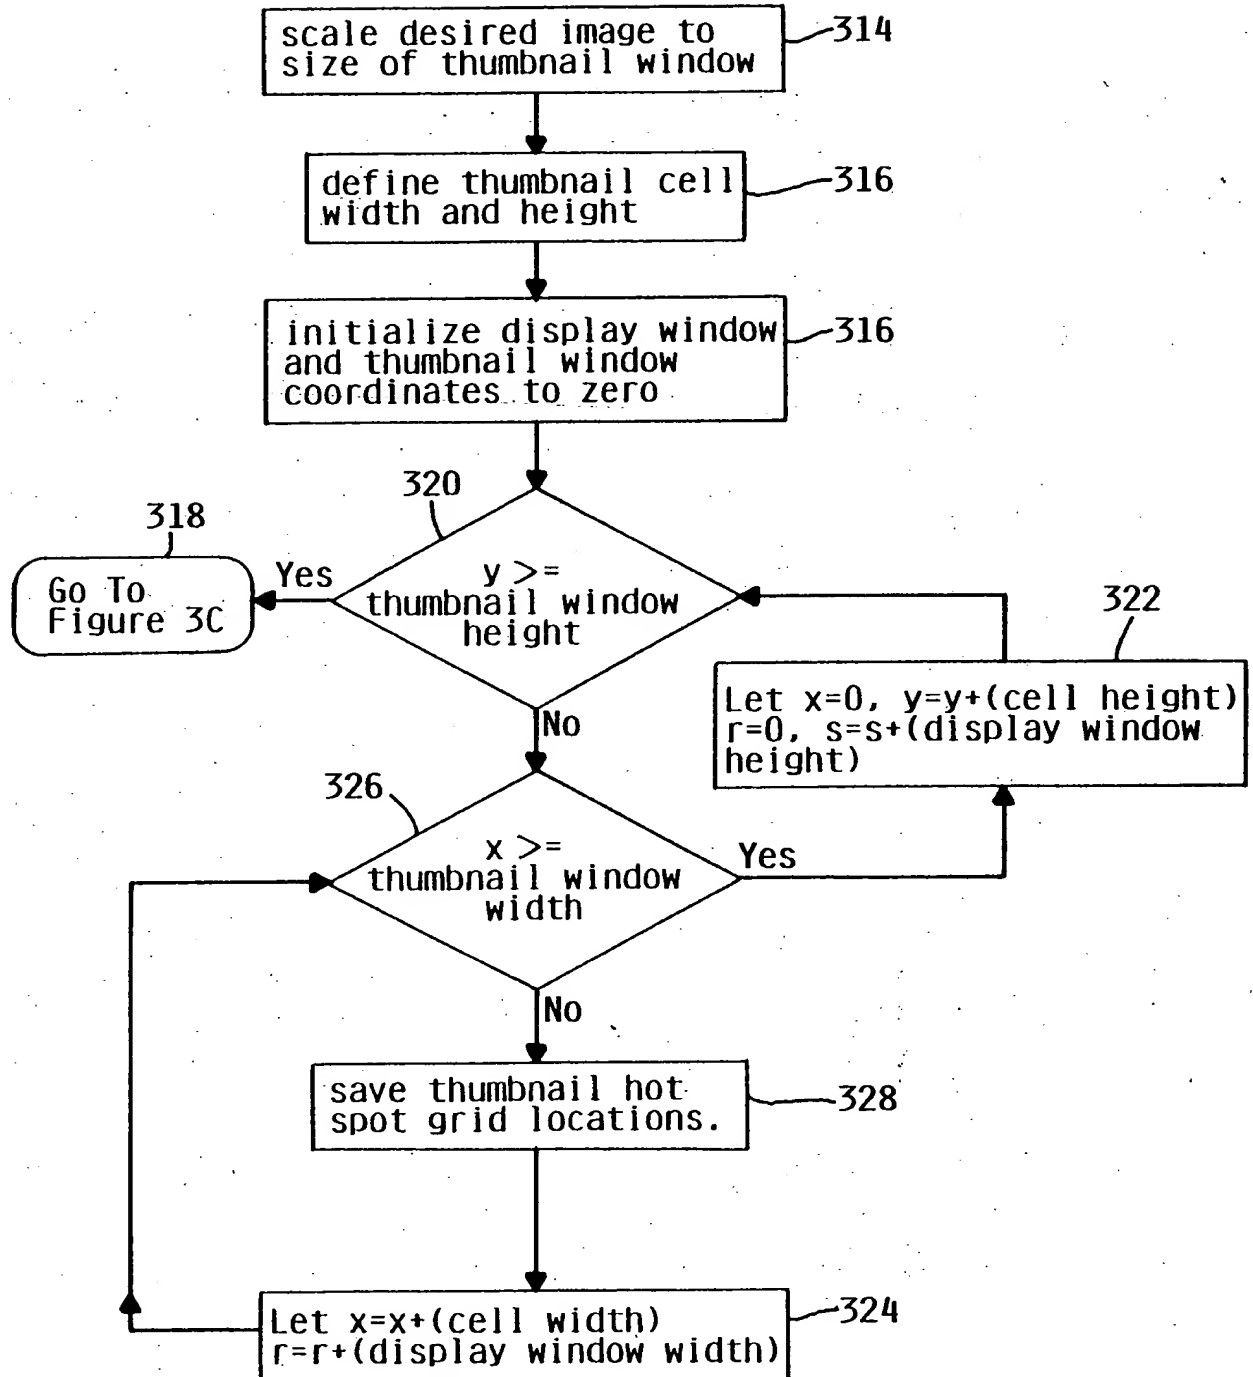 scale desired image to
size of thumbnail window
314
define thumbnail cell
width and height
316
initialize display window
and thumbnail window
coordinates to zero
316
320
318
Go To
Figure 3C
Yes
y >=
thumbnail window
height
322
Let x=0, y=y+(cell height)
r=0, s=s+(display window
height)
No
326
x >=
thumbnail window
width
Yes
No
save thumbnail hot
spot grid locations.
328
Let x=x+(cell width)
r=r+(display window width)
324